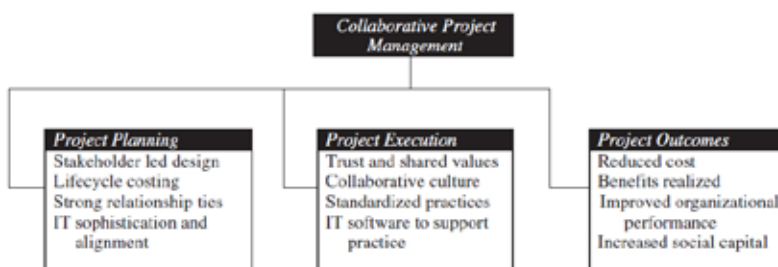 Collaborative Project
Management
Project Planning
Stakeholder led design
Lifecycle costing
Strong relationship ties
IT sophistication and
alignment
Project Execution
Trust and shared values
Collaborative culture
Standardized practices
IT software to support
practice
Project Outcomes
Reduced cost
Benefits realized
Improved organizational
performance
Increased social capital